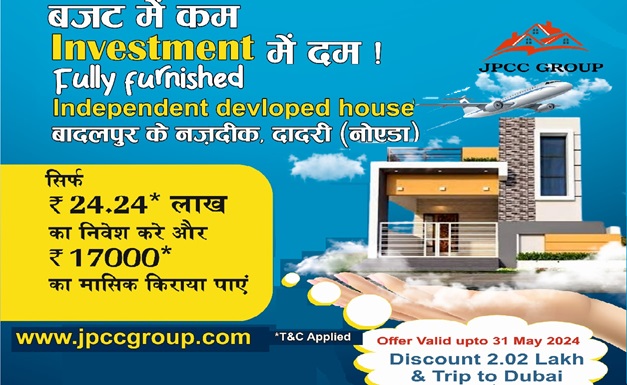 बजट में कम
Investment में दम !
JPCC GROUP
Fully furnished
Independent devloped house
बादलपुर के नज़दीक, दादरी (नोएडा)
सिर्फ
₹ 24.24* लाख
का निवेश करे और
₹ 17000*
का मासिक किराया पाएं
www.jpccgroup.com
*T&C Applied
Offer Valid upto 31 May 2024
Discount 2.02 Lakh
& Trip to Dubai